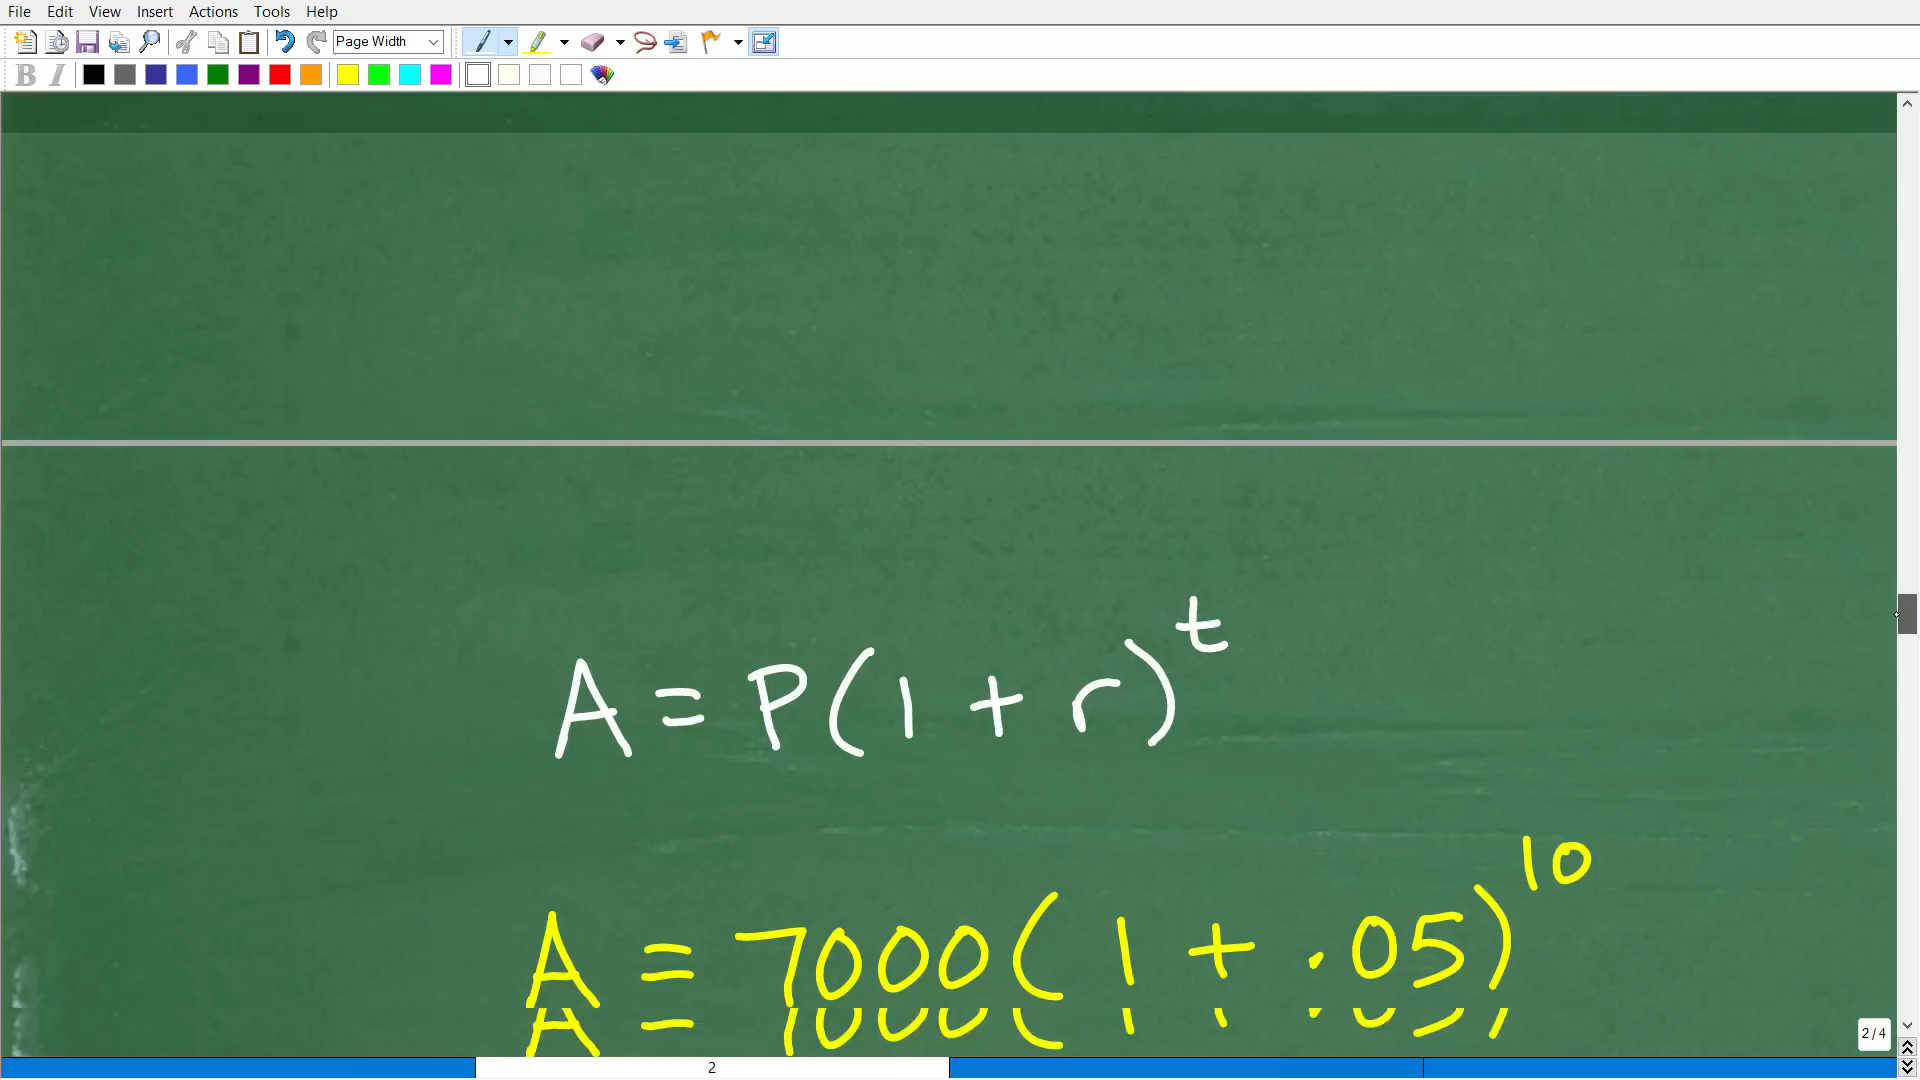 File Edit View Insert Actions Tools Help
Page Width
B I
A = P(1 + r)^t
A = 7000(1 + .05)^10
2 / 4
2